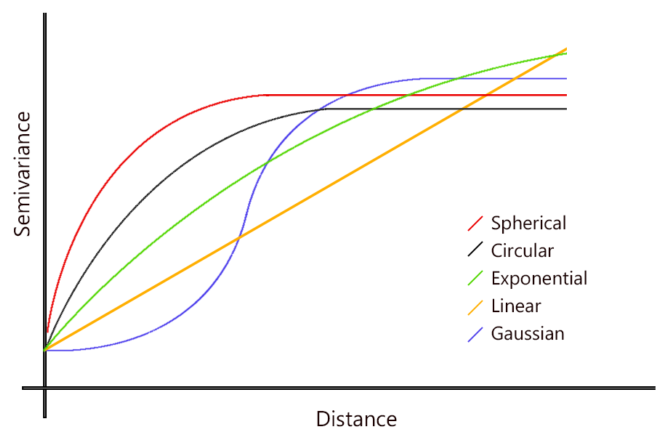 Semivariance
Spherical
Circular
Exponential
Linear
Gaussian
Distance